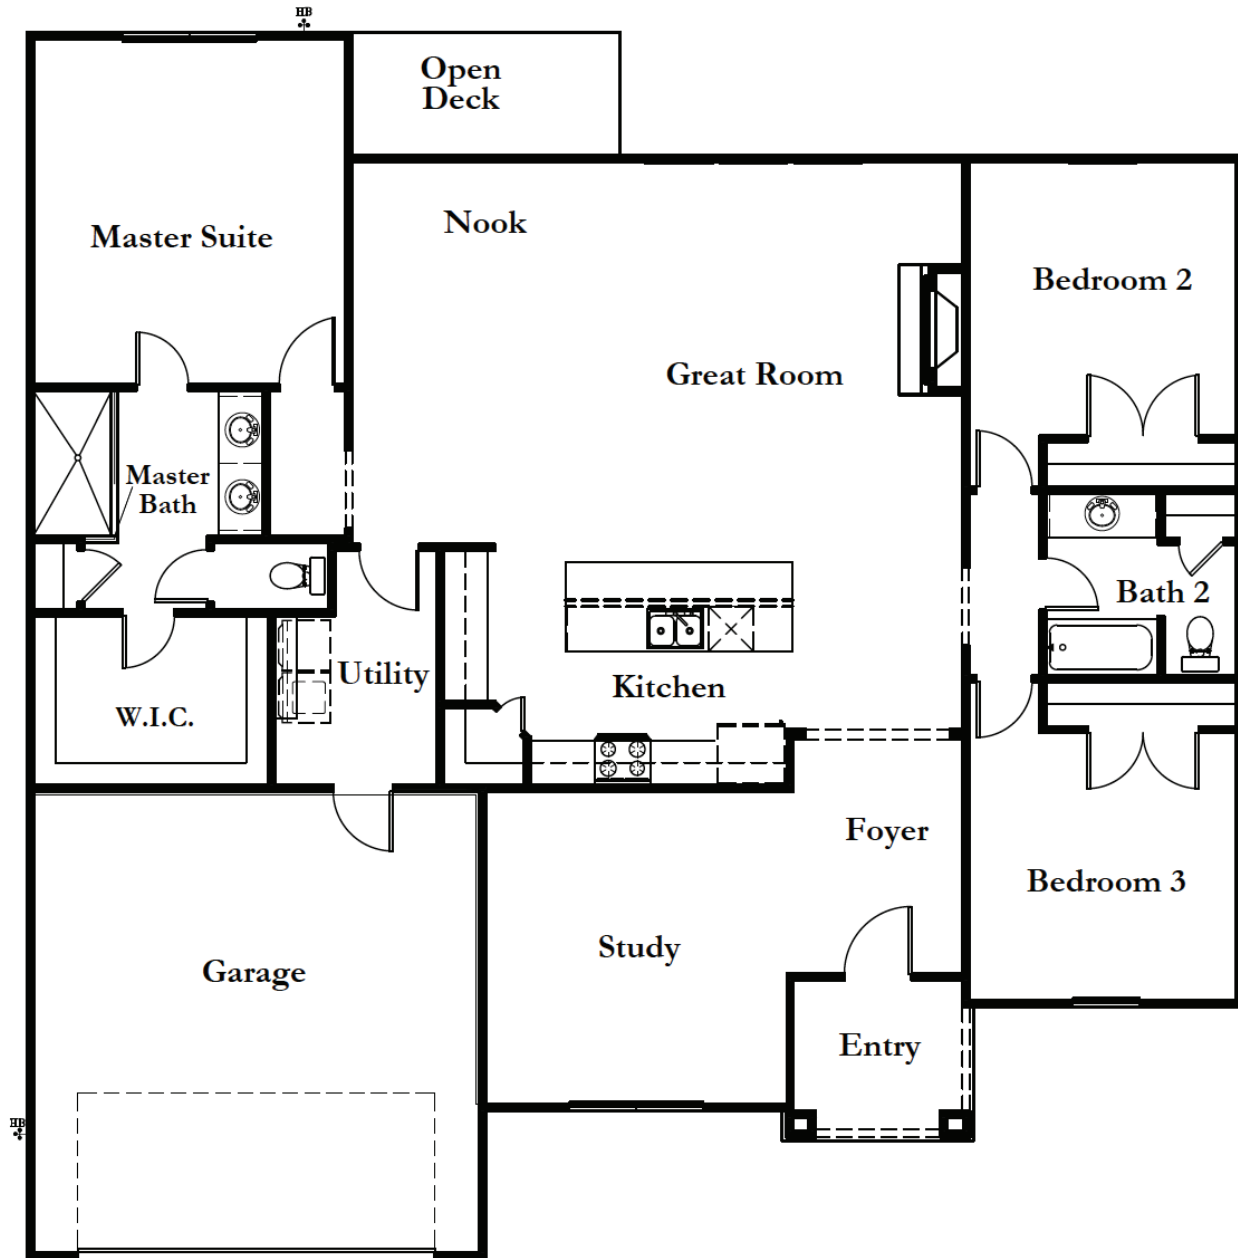 HB
Open
Deck
Nook
Master Suite
Bedroom 2
Great Room
Master
Bath
Bath 2
Utility
Kitchen
W.I.C.
Foyer
Bedroom 3
Study
Garage
Entry
HB